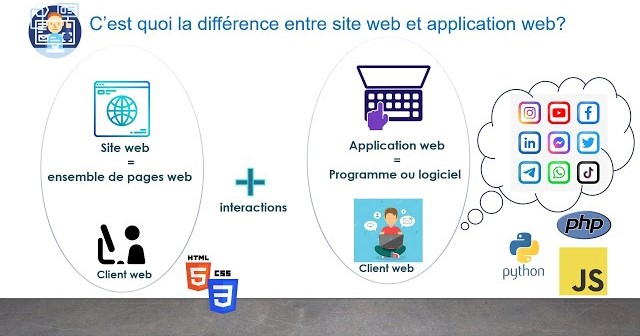 C'est quoi la différence entre site web et application web?
Site web
=
ensemble de pages web
Client web
HTML
5
CSS
3
interactions
Application web
=
Programme ou logiciel
Client web
in
php
python
JS